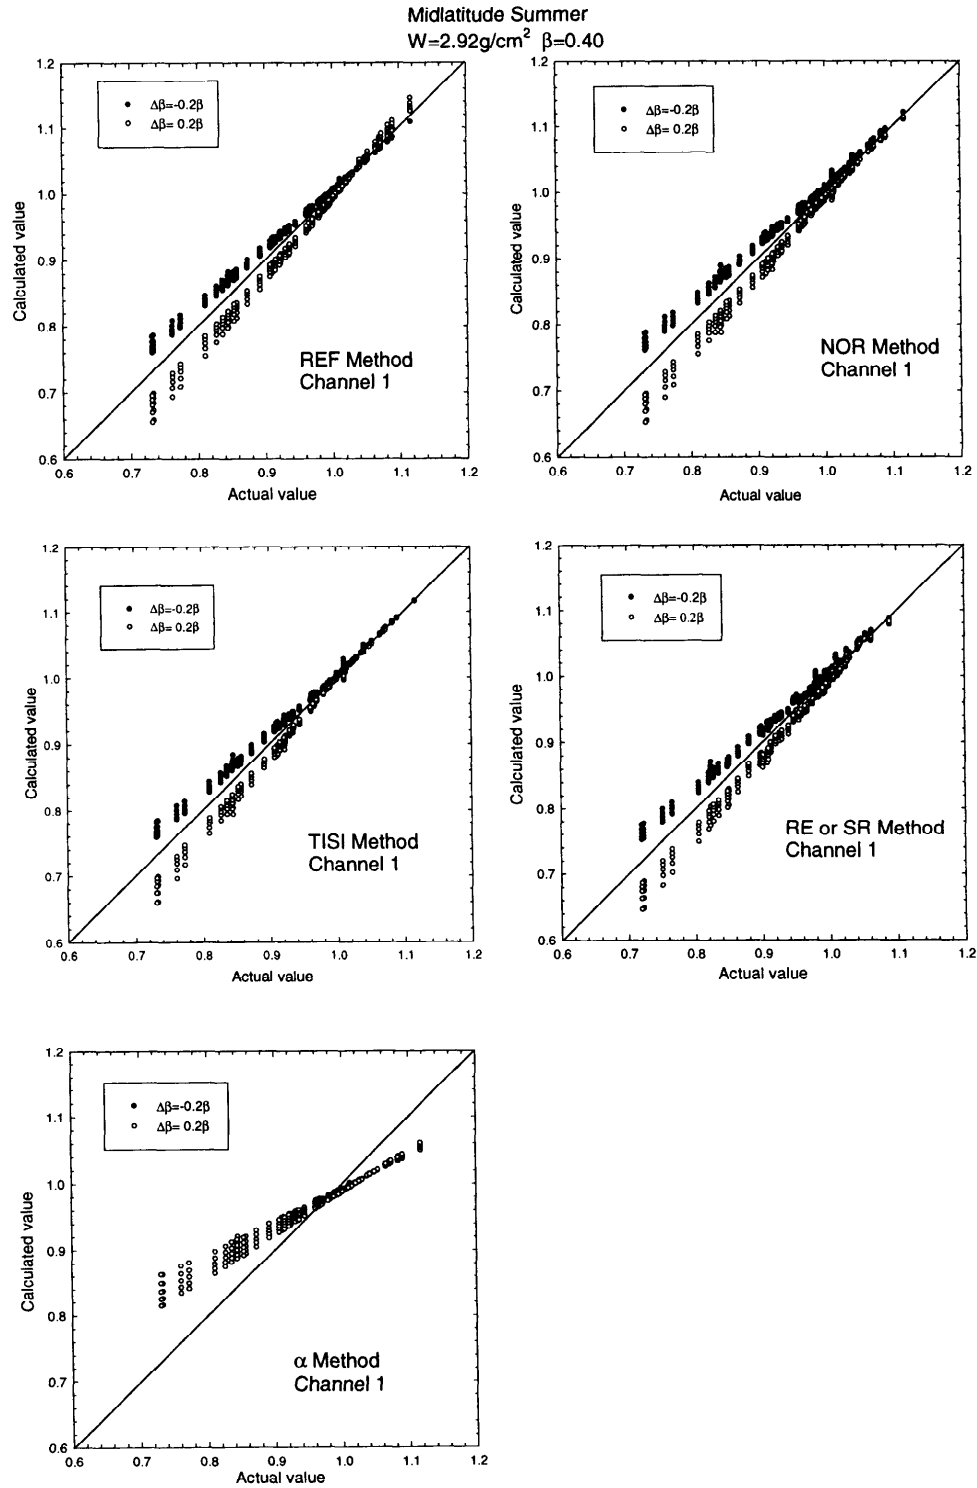 Midlatitude Summer
W=2.92g/cm² β=0.40
1.2
1.1
1.0
0.9
0.8
0.7
0.6
Calculated value
Δβ=-0.2β
Δβ= 0.2β
REF Method
Channel 1
0.6 0.7 0.8 0.9 1.0 1.1 1.2
Actual value
1.2
1.1
1.0
0.9
0.8
0.7
0.6
Calculated value
Δβ=-0.2β
Δβ= 0.2β
NOR Method
Channel 1
0.6 0.7 0.8 0.9 1.0 1.1 1.2
Actual value
1.2
1.1
1.0
0.9
0.8
0.7
0.6
Calculated value
Δβ=-0.2β
Δβ= 0.2β
TISI Method
Channel 1
0.6 0.7 0.8 0.9 1.0 1.1 1.2
Actual value
1.2
1.1
1.0
0.9
0.8
0.7
0.6
Calculated value
Δβ=-0.2β
Δβ= 0.2β
RE or SR Method
Channel 1
0.6 0.7 0.8 0.9 1.0 1.1 1.2
Actual value
1.2
1.1
1.0
0.9
0.8
0.7
0.6
Calculated value
Δβ=-0.2β
Δβ= 0.2β
α Method
Channel 1
0.6 0.7 0.8 0.9 1.0 1.1 1.2
Actual value